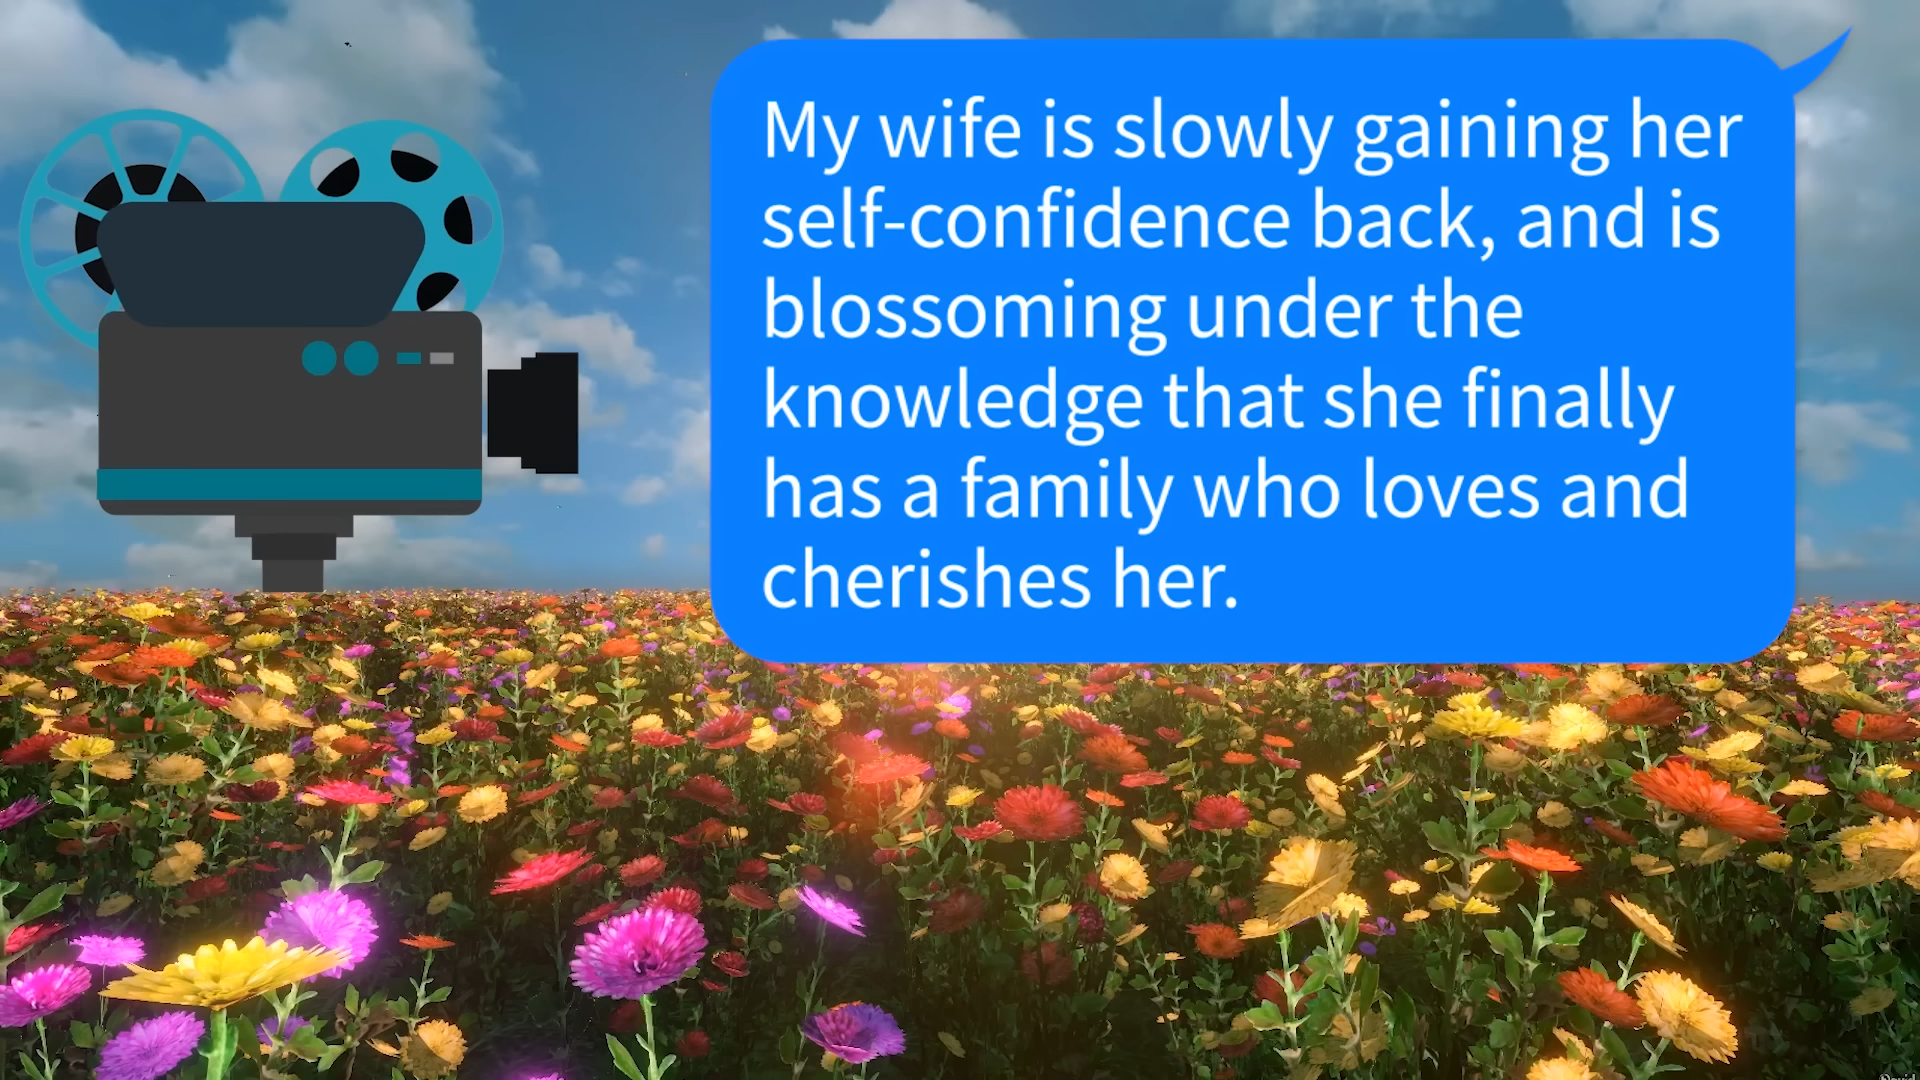 My wife is slowly gaining her
self-confidence back, and is
blossoming under the
knowledge that she finally
has a family who loves and
cherishes her.